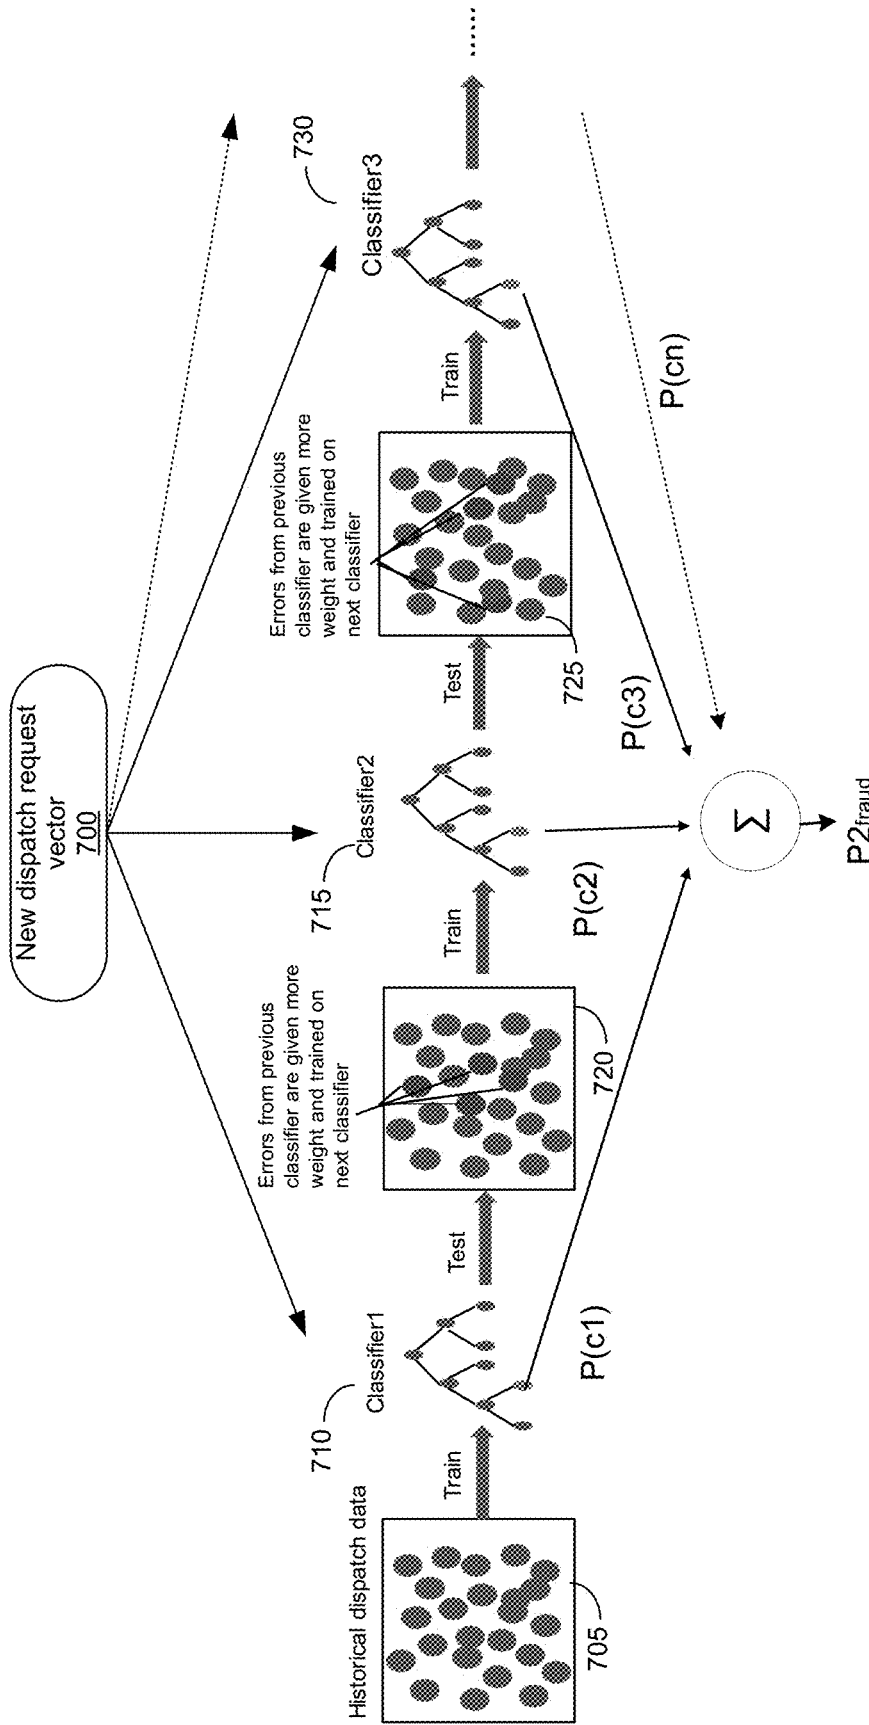 New dispatch request
vector
700
730
Classifier3
Errors from previous
classifier are given more
weight and trained on
next classifier
Train
......
725
Test
715
Classifier2
Train
Errors from previous
classifier are given more
weight and trained on
next classifier
720
Test
710
Classifier1
Train
Historical dispatch data
705
P(c1)
P(c2)
P(c3)
P(cn)
Σ
P2fraud